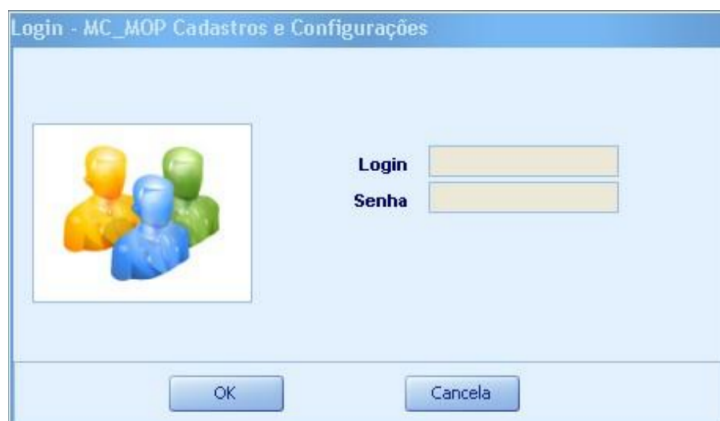 Login - MC_MOP Cadastros e Configurações
Login
Senha
OK
Cancela